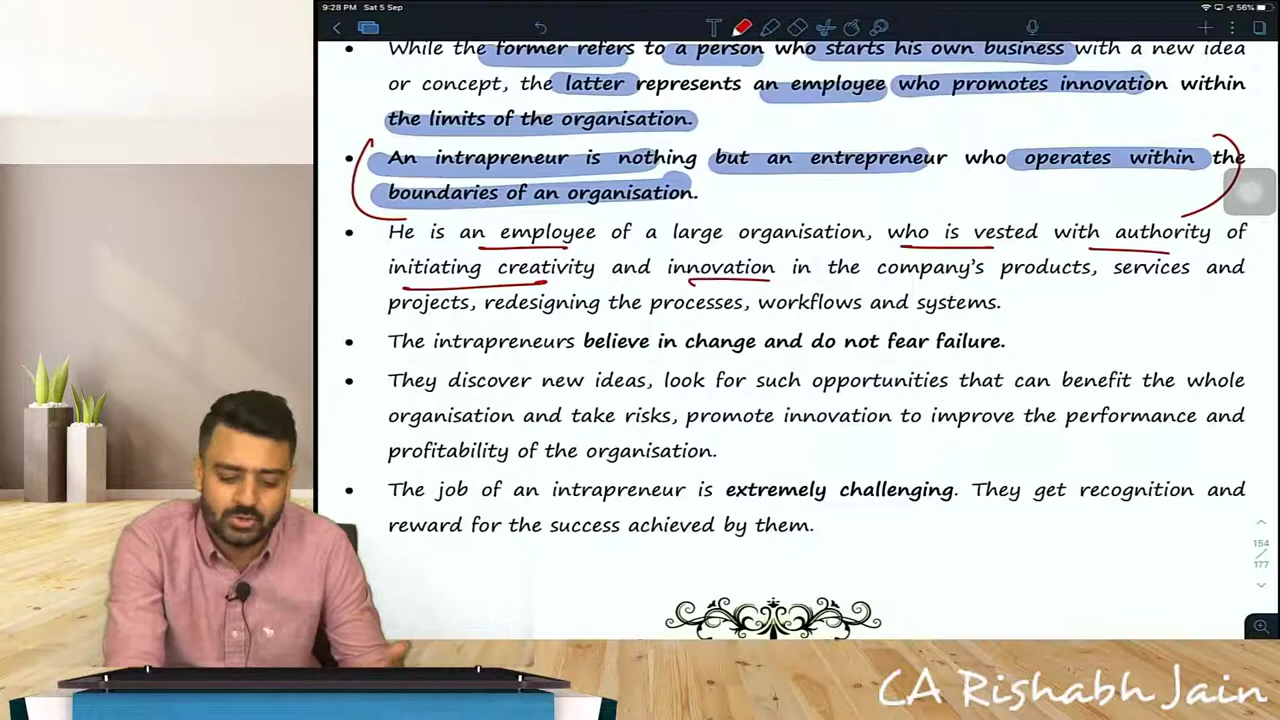 9:28 PM Sat 5 Sep
56%
While the former refers to a person who starts his own business with a new idea
or concept, the latter represents an employee who promotes innovation within
the limits of the organisation.
An intrapreneur is nothing but an entrepreneur who operates within the
boundaries of an organisation.
He is an employee of a large organisation, who is vested with authority of
initiating creativity and innovation in the company's products, services and
projects, redesigning the processes, workflows and systems.
The intrapreneurs believe in change and do not fear failure.
They discover new ideas, look for such opportunities that can benefit the whole
organisation and take risks, promote innovation to improve the performance and
profitability of the organisation.
The job of an intrapreneur is extremely challenging. They get recognition and
reward for the success achieved by them.
154
177
CA Rishabh Jain